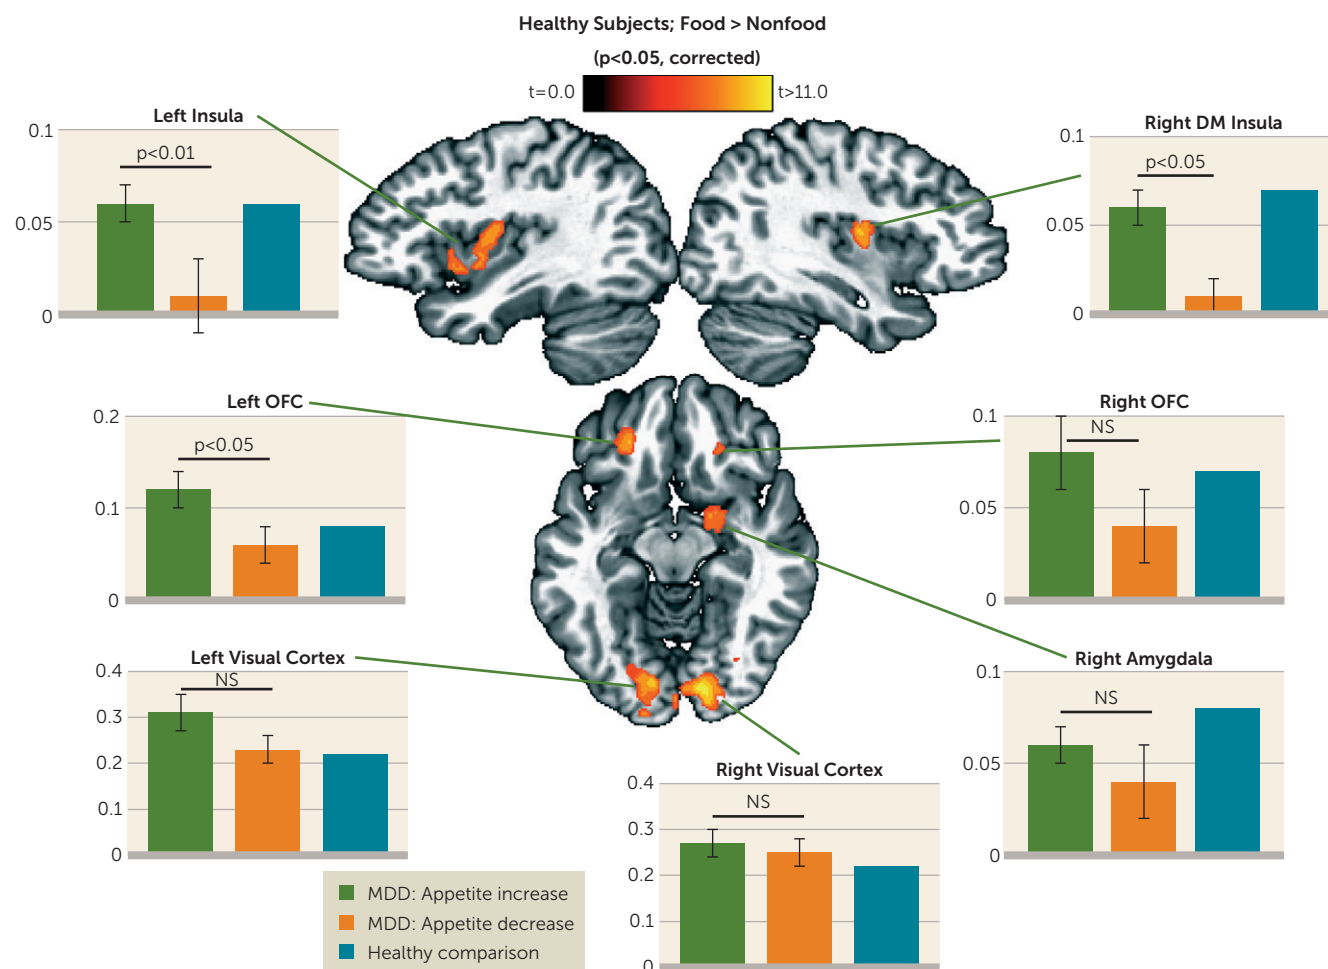 Healthy Subjects; Food > Nonfood
(p<0.05, corrected)
t=0.0
t>11.0
Left Insula
0.1
p<0.01
0.05
0
Right DM Insula
0.1
p<0.05
0.05
0
Left OFC
0.2
p<0.05
0.1
0
Right OFC
0.1
NS
0.05
0
Left Visual Cortex
0.4
NS
0.3
0.2
0.1
0
Right Amygdala
0.1
NS
0.05
0
Right Visual Cortex
0.4
NS
0.3
0.2
0.1
0
MDD: Appetite increase
MDD: Appetite decrease
Healthy comparison